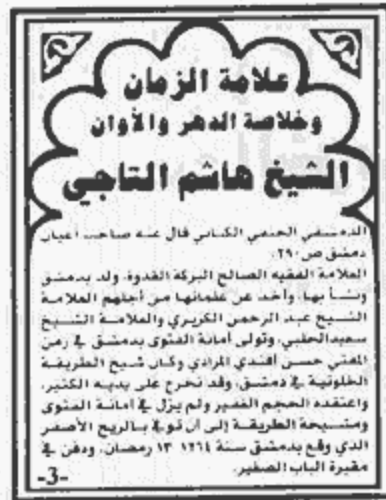 علامة الزمان
وخلاصة الدهر والأوان
الشيخ هاشم التاجي
الدمشقي الحنفي الكناني قال عنه صاحب أعيان
دمشق ص ٢٩٠:
العلامة الفقيه الصالح البركة القدوة، ولد بدمشق
ونشأ بها، وأخذ عن علمائها من أجلهم العلامة
الشيخ عبد الرحمن الكزبري والعلامة الشيخ
سعيد الحلبي، وتولى أمانة الفتوى بدمشق في زمن
المفتي حسن أفندي المرادي وكان شيخ الطريقة
الخلوتية في دمشق، وقد تخرج على يديه الكثير،
واعتقده الجم الغفير ولم يزل في أمانة الفتوى
ومشيخة الطريقة إلى أن توفي بالريح الأصفر
الذي وقع بدمشق سنة ١٢٦٤ ١٣ رمضان، ودفن في
مقبرة الباب الصغير.
-3-